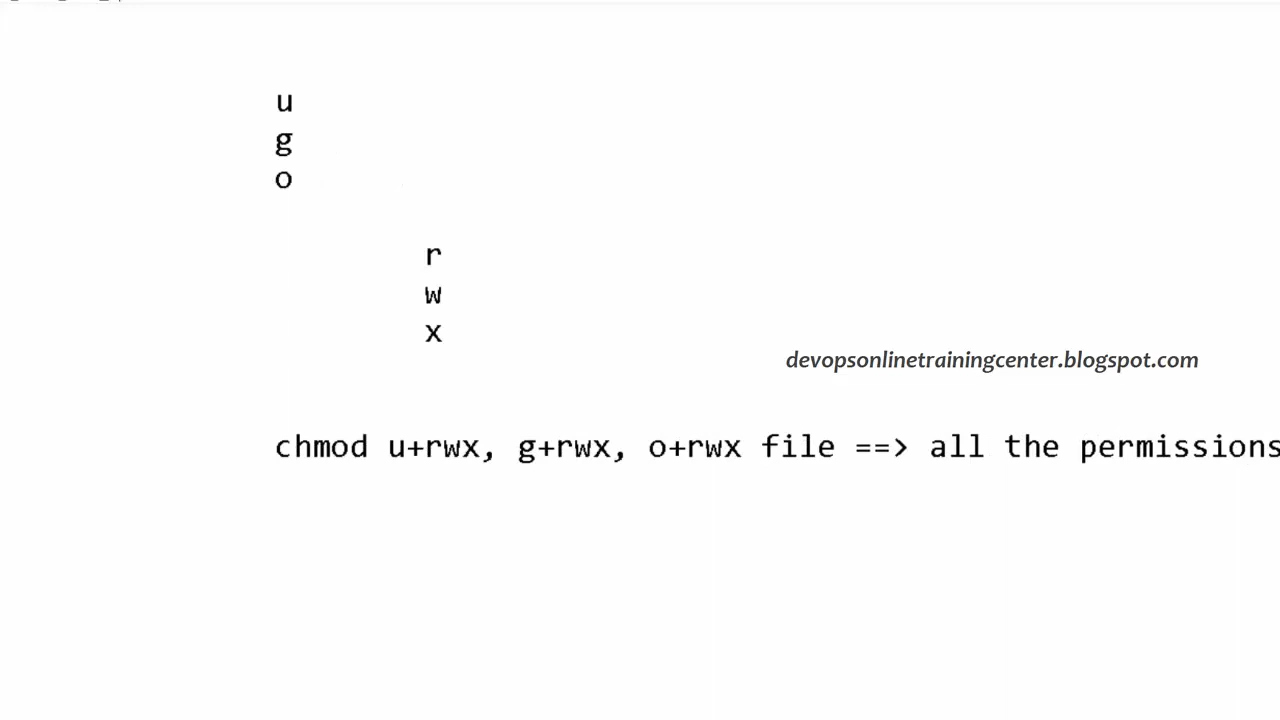 u
g
o
r
w
x
devopsonlinetrainingcenter.blogspot.com
chmod u+rwx, g+rwx, o+rwx file ==> all the permissions